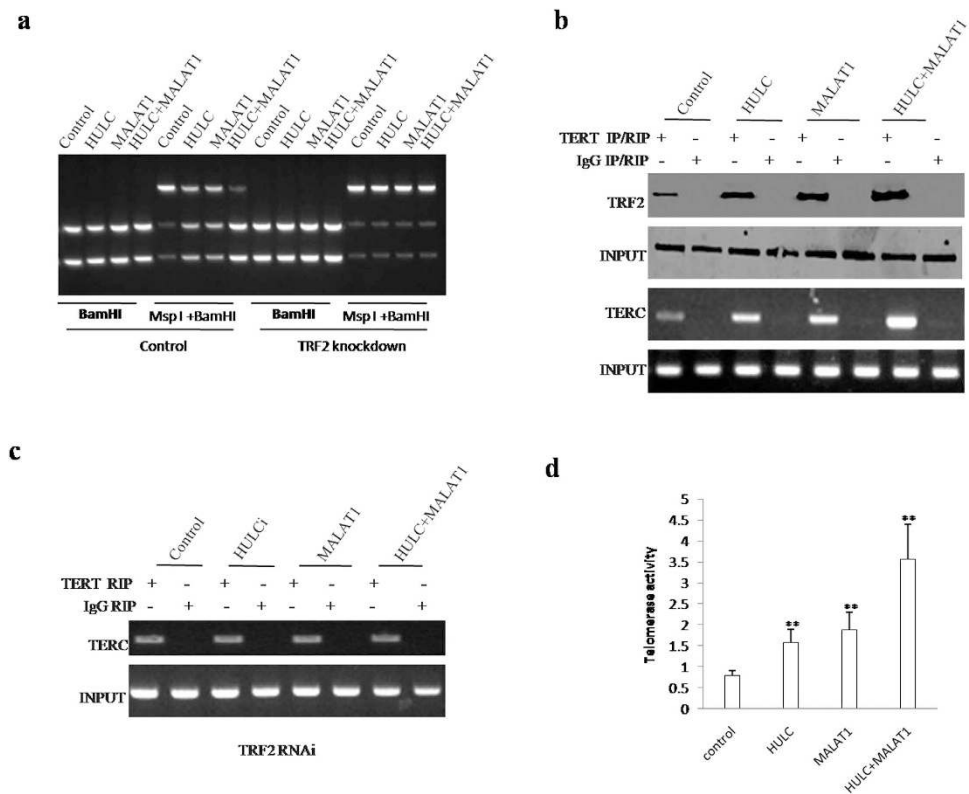 a
Control HULC MALAT1 HULC+MALAT1 Control HULC MALAT1 HULC+MALAT1 Control HULC MALAT1 HULC+MALAT1 Control HULC MALAT1 HULC+MALAT1
BamHI Msp I +BamHI BamHI Msp I +BamHI
Control TRF2 knockdown
b
Control HULC MALAT1 HULC+MALAT1
TERT IP/RIP + - + - + - + -
IgG IP/RIP - + - + - + - +
TRF2
INPUT
TERC
INPUT
c
Control HULCi MALAT1 HULC+MALAT1
TERT RIP + - + - + - + -
IgG RIP - + - + - + - +
TERC
INPUT
TRF2 RNAi
d
Telomerase activity
5
4.5
4
3.5
3
2.5
2
1.5
1
0.5
0
** ** **
control HULC MALAT1 HULC+MALAT1